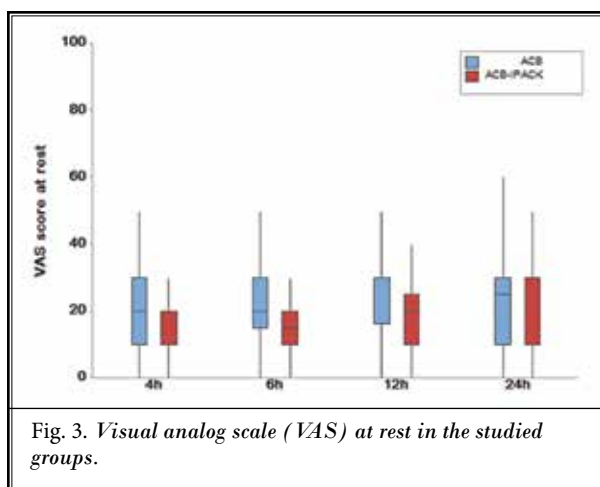 100
80
60
40
20
0
VAS score at rest
ACB
ACB-IPACK
4h
6h
12h
24h
Fig. 3. Visual analog scale (VAS) at rest in the studied
groups.